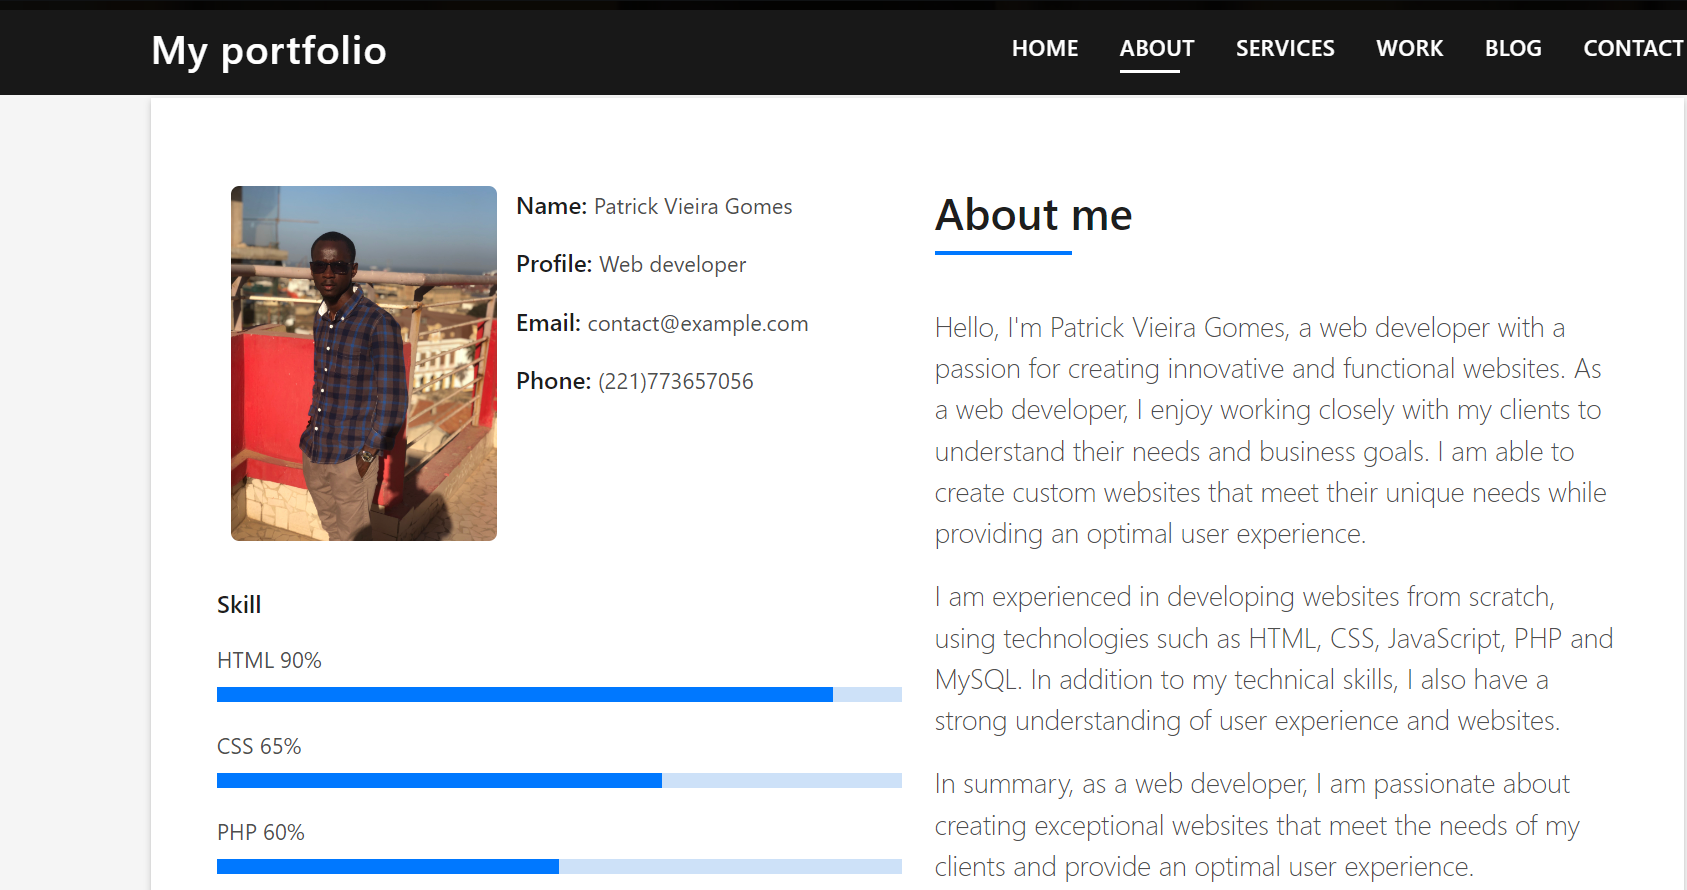 My portfolio
HOME ABOUT SERVICES WORK BLOG CONTACT
Name: Patrick Vieira Gomes
Profile: Web developer
Email: contact@example.com
Phone: (221)773657056
Skill
HTML 90%
CSS 65%
PHP 60%
About me
Hello, I'm Patrick Vieira Gomes, a web developer with a
passion for creating innovative and functional websites. As
a web developer, I enjoy working closely with my clients to
understand their needs and business goals. I am able to
create custom websites that meet their unique needs while
providing an optimal user experience.
I am experienced in developing websites from scratch,
using technologies such as HTML, CSS, JavaScript, PHP and
MySQL. In addition to my technical skills, I also have a
strong understanding of user experience and websites.
In summary, as a web developer, I am passionate about
creating exceptional websites that meet the needs of my
clients and provide an optimal user experience.